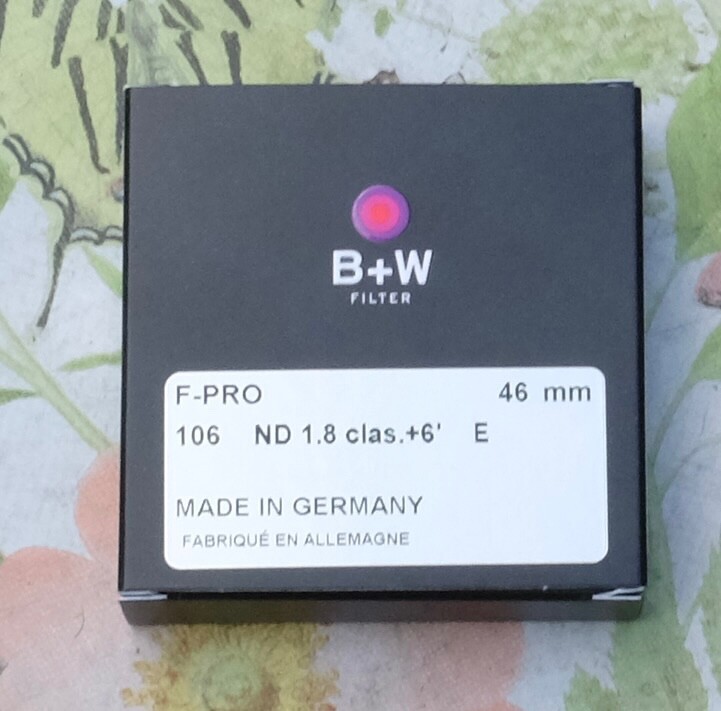 B+W
FILTER
F-PRO 46 mm
106 ND 1.8 clas.+6' E
MADE IN GERMANY
FABRIQUÉ EN ALLEMAGNE